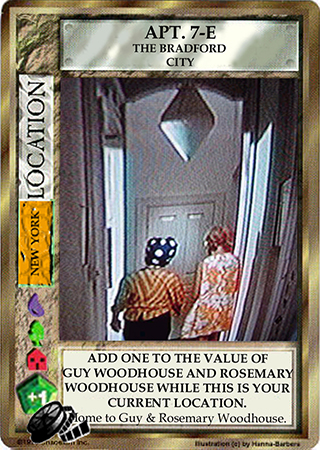 APT. 7-E
THE BRADFORD
CITY
LOCATION
NEW YORK
+1
ADD ONE TO THE VALUE OF
GUY WOODHOUSE AND ROSEMARY
WOODHOUSE WHILE THIS IS YOUR
CURRENT LOCATION.
Home to Guy & Rosemary Woodhouse.
Inc.
Illustration (c) by Hanna-Barbera